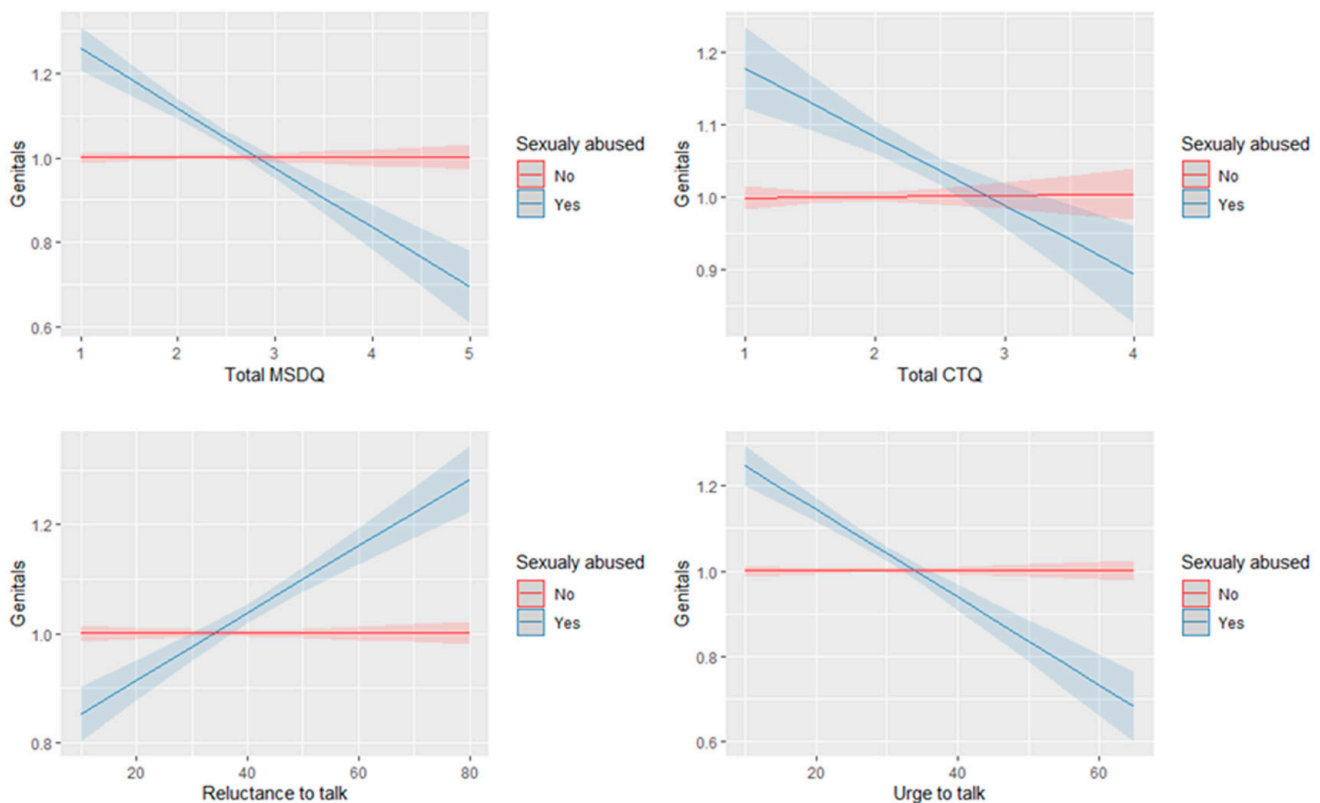 1.2
1.0
0.8
0.6
Genitals
1
2
3
4
5
Total MSDQ
Sexualy abused
No
Yes
1.2
1.1
1.0
0.9
Genitals
1
2
3
4
Total CTQ
Sexualy abused
No
Yes
1.2
1.0
0.8
Genitals
20
40
60
80
Reluctance to talk
Sexualy abused
No
Yes
1.2
1.0
0.8
0.6
Genitals
20
40
60
Urge to talk
Sexualy abused
No
Yes